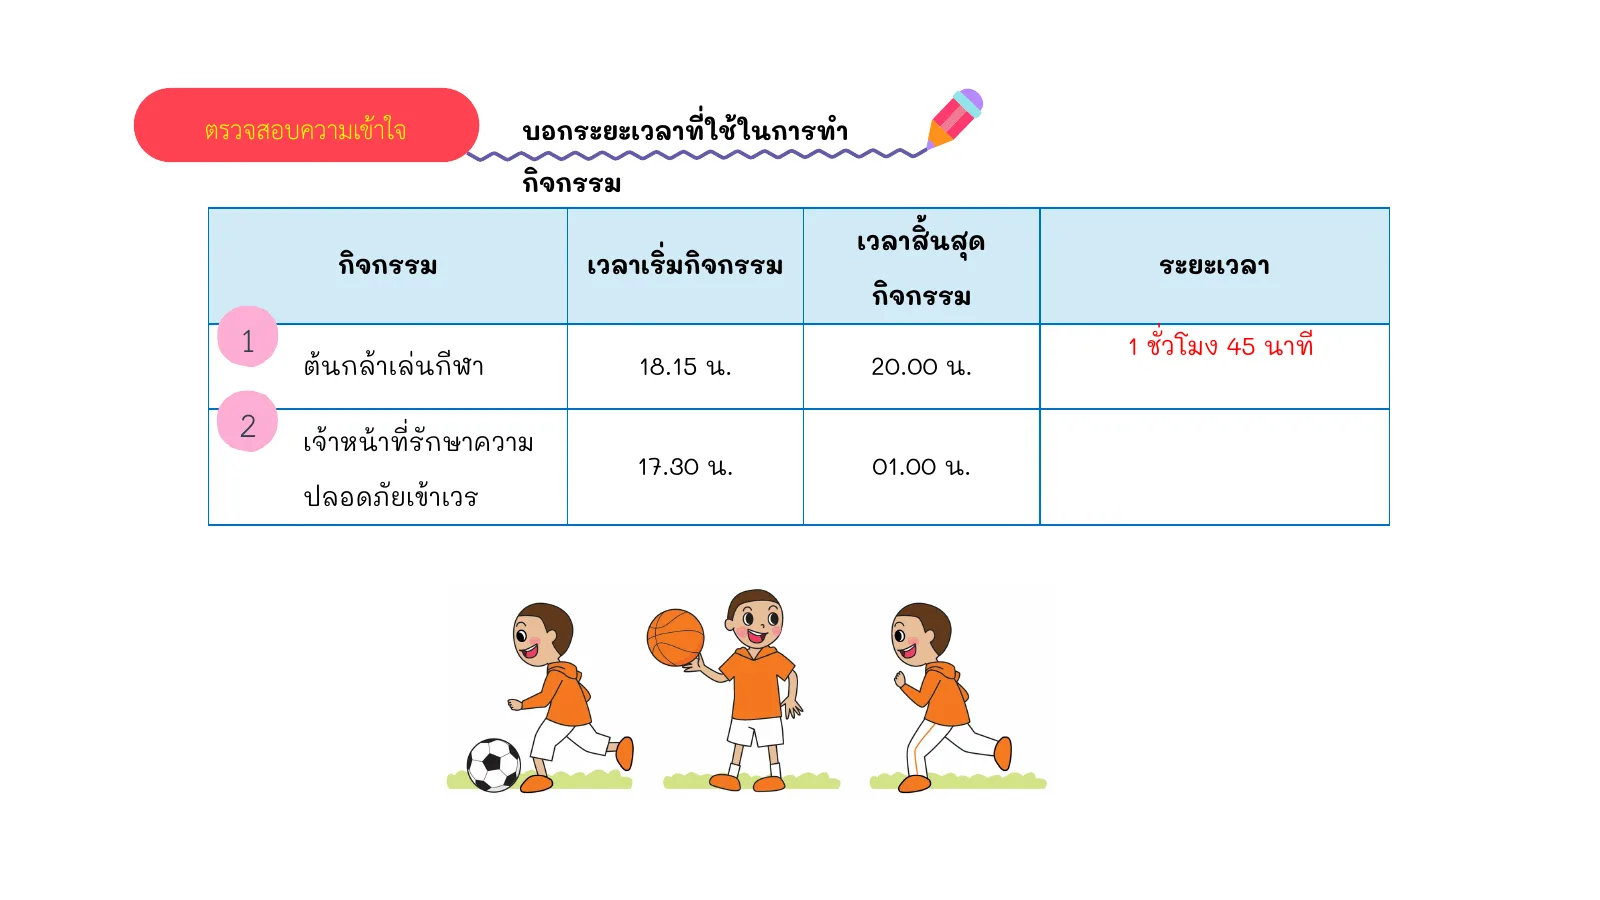 ตรวจสอบความเข้าใจ
บอกระยะเวลาที่ใช้ในการทำ
กิจกรรม
กิจกรรม
เวลาเริ่มกิจกรรม
เวลาสิ้นสุด
กิจกรรม
ระยะเวลา
1
ต้นกล้าเล่นกีฬา
18.15 น.
20.00 น.
1 ชั่วโมง 45 นาที
2
เจ้าหน้าที่รักษาความ
ปลอดภัยเข้าเวร
17.30 น.
01.00 น.